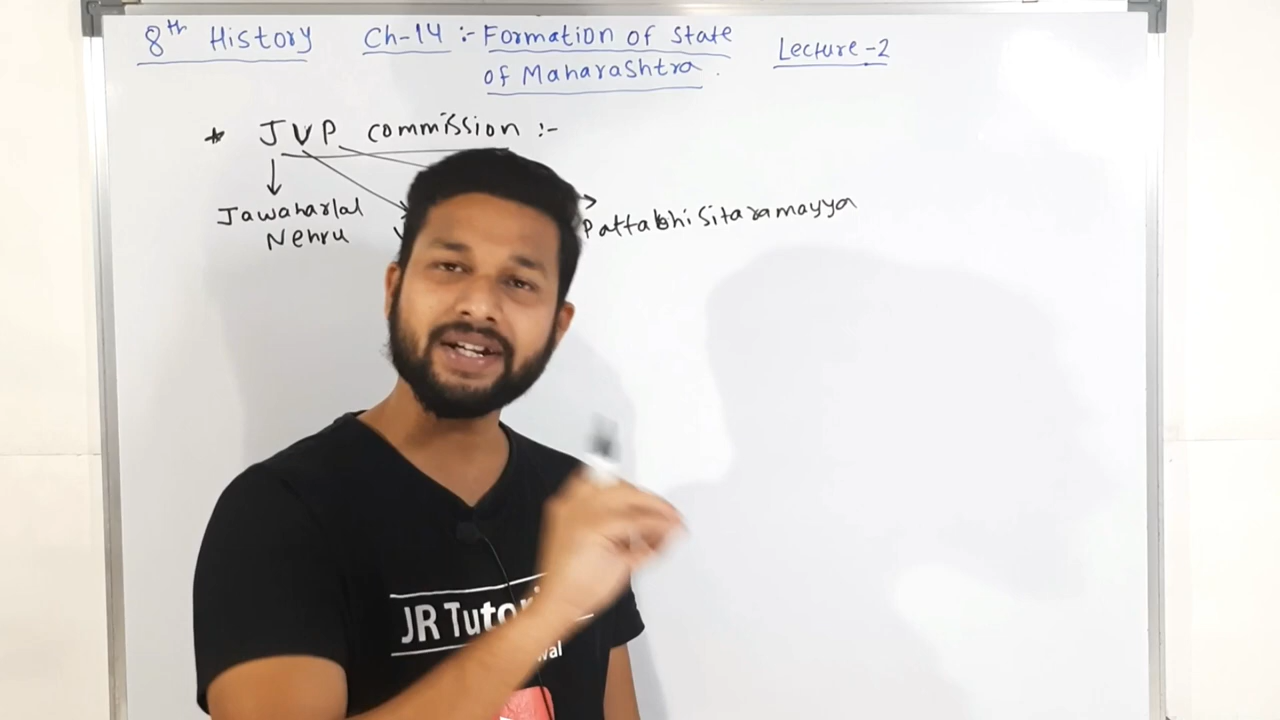 8th History Ch-14 :- Formation of state
of Maharashtra. Lecture-2
* JVP commission :-
Jawaharlal
Nehru
Pattabhi Sitaramayya
JR Tutori
wal